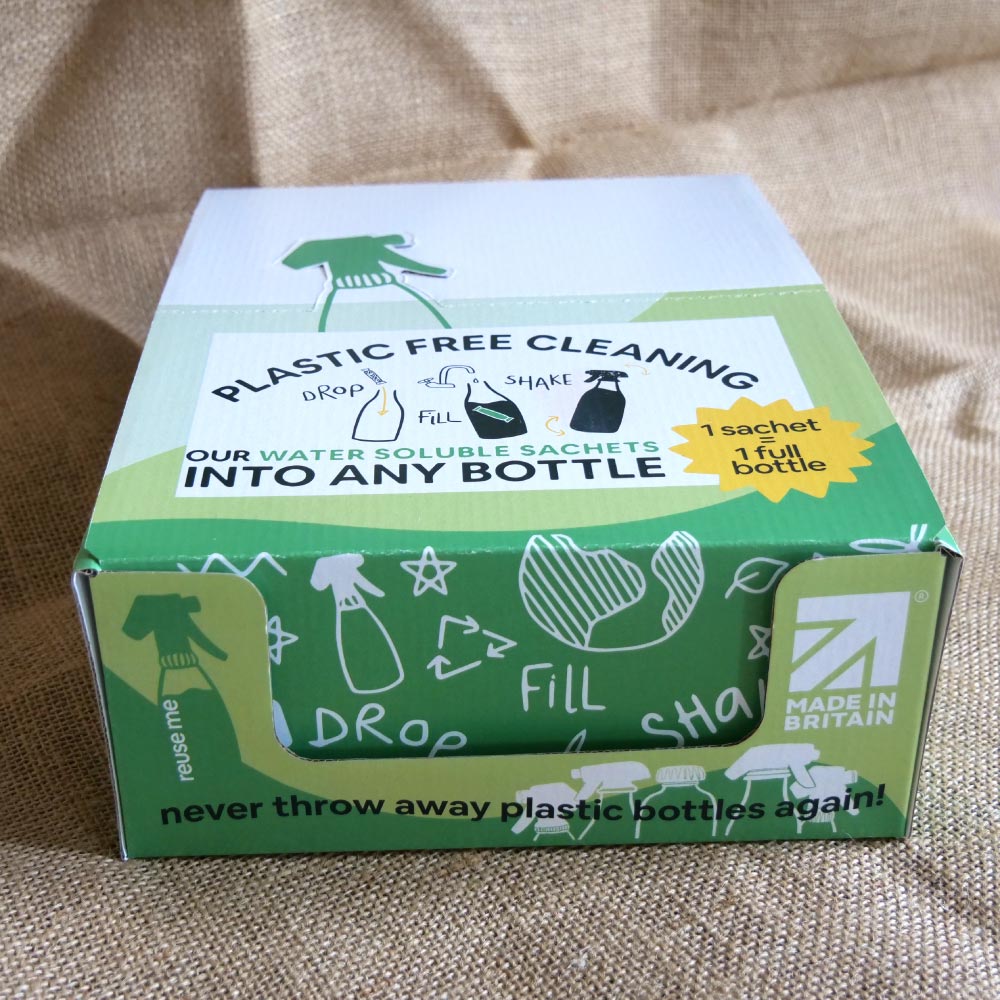 PLASTIC FREE CLEANING
DROP
FILL
SHAKE
OUR WATER SOLUBLE SACHETS
INTO ANY BOTTLE
1 sachet
=
1 full
bottle
DROP
FILL
SHA
®
MADE IN
BRITAIN
reuse me
never throw away plastic bottles again!